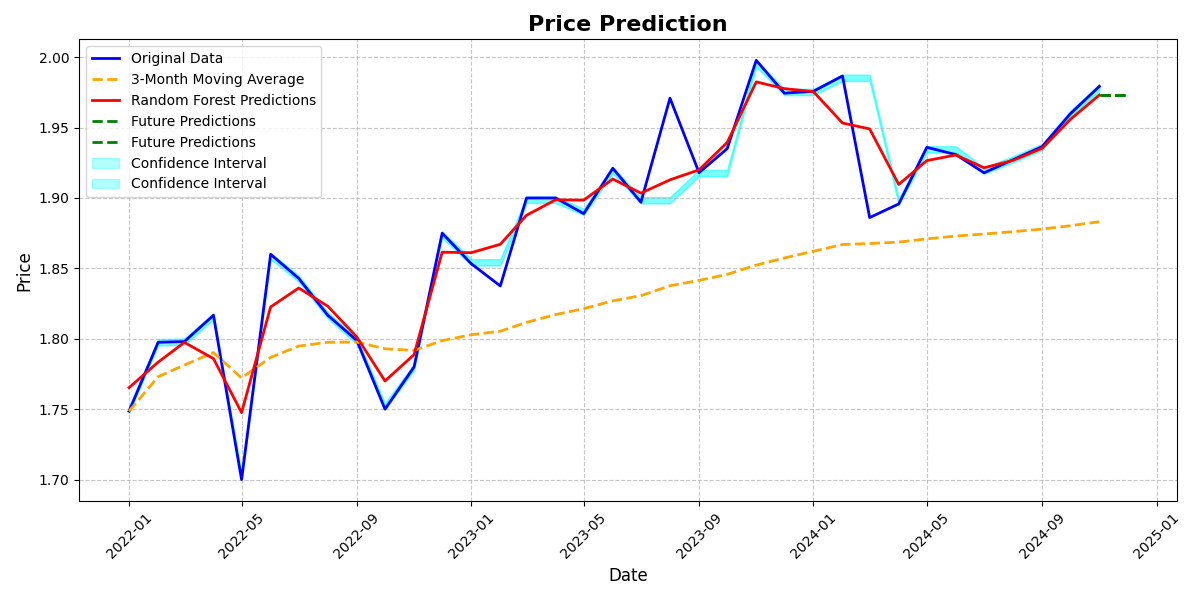 Price Prediction
Original Data
3-Month Moving Average
Random Forest Predictions
Future Predictions
Future Predictions
Confidence Interval
Confidence Interval
Price
2.00
1.95
1.90
1.85
1.80
1.75
1.70
2022-01
2022-05
2022-09
2023-01
2023-05
2023-09
2024-01
2024-05
2024-09
2025-01
Date